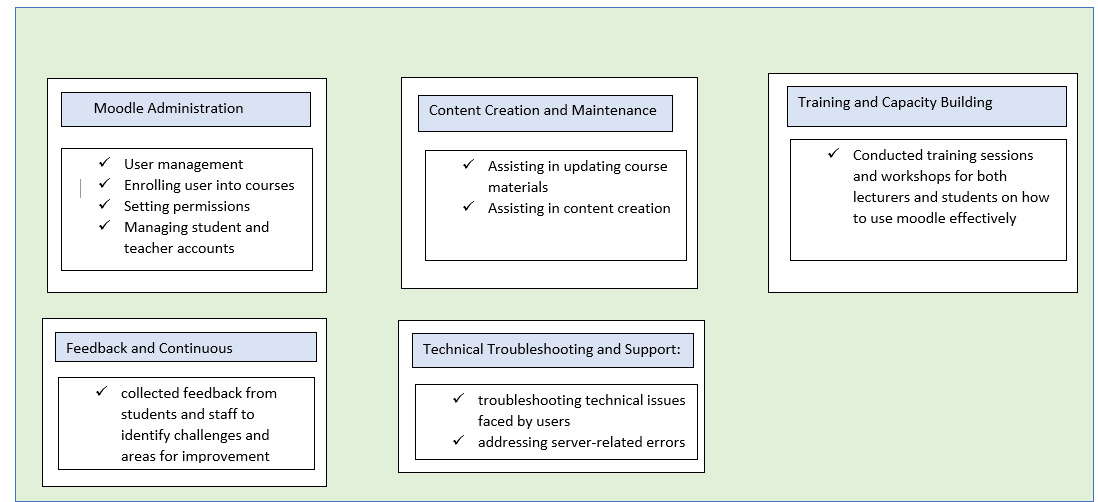 Moodle Administration
User management
Enrolling user into courses
Setting permissions
Managing student and
teacher accounts
Content Creation and Maintenance
Assisting in updating course
materials
Assisting in content creation
Training and Capacity Building
Conducted training sessions
and workshops for both
lecturers and students on how
to use moodle effectively
Feedback and Continuous
collected feedback from
students and staff to
identify challenges and
areas for improvement
Technical Troubleshooting and Support:
troubleshooting technical issues
faced by users
addressing server-related errors